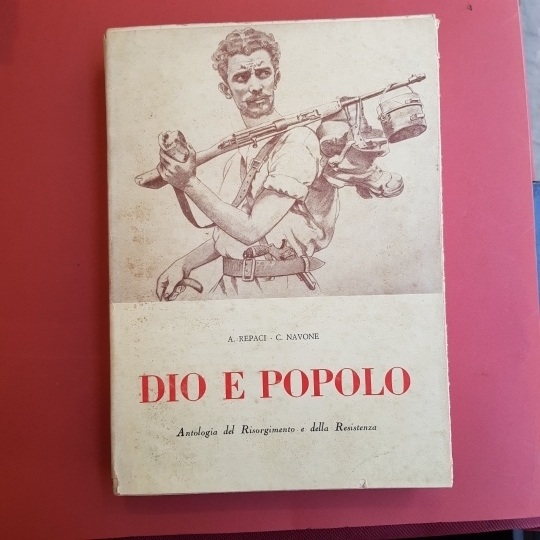 A. REPACI - C. NAVONE
DIO E POPOLO
Antologia del Risorgimento e della Resistenza